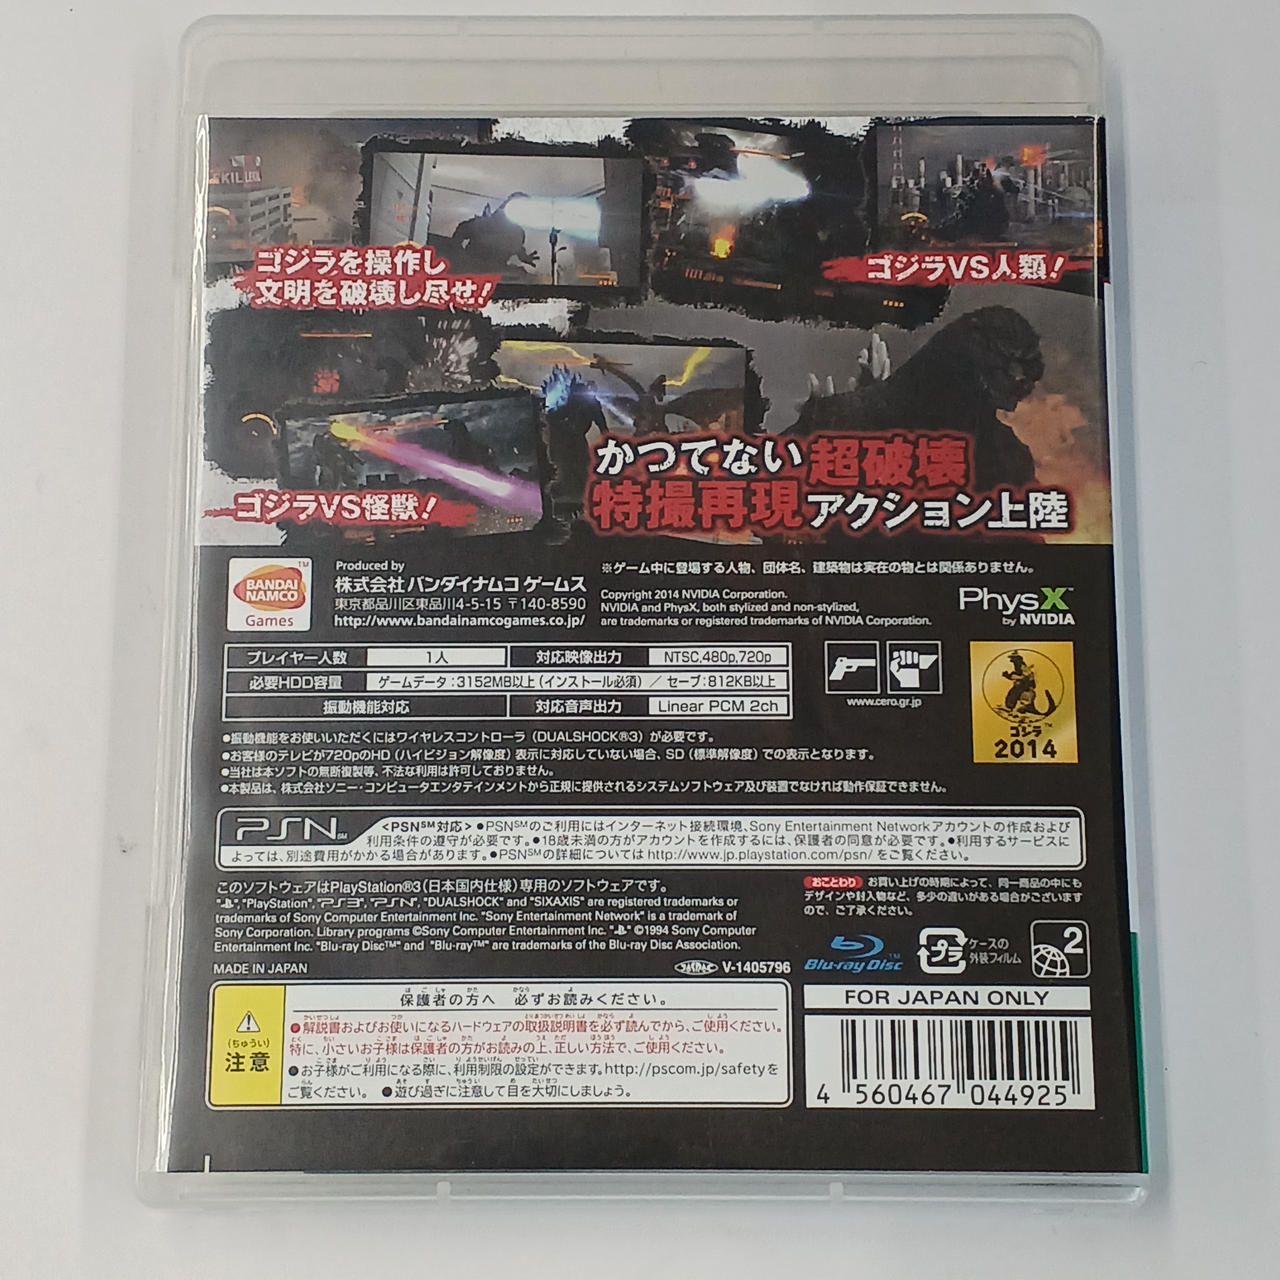 ゴジラを操作し
文明を破壊し尽せ!
ゴジラVS人類!
かつてない超破壊
特撮再現アクション上陸
ゴジラVS怪獣!
BANDAI
NAMCO
Games
TM
Produced by
株式会社バンダイナムコゲームス
東京都品川区東品川4-5-15 〒140-8590
http://www.bandainamcogames.co.jp/
※ゲーム中に登場する人物、団体名、建築物は実在の物とは関係ありません。
Copyright 2014 NVIDIA Corporation.
NVIDIA and PhysX, both stylized and non-stylized,
are trademarks or registered trademarks of NVIDIA Corporation.
PhysX™
by NVIDIA
プレイヤー人数 1人 対応映像出力 NTSC,480p,720p
必要HDD容量 ゲームデータ:3152MB以上(インストール必須) / セーブ:812KB以上
振動機能対応 対応音声出力 Linear PCM 2ch
www.cero.gr.jp
ゴジラ
2014
●振動機能をお使いいただくにはワイヤレスコントローラ(DUALSHOCK®3)が必要です。
●お客様のテレビが720pのHD(ハイビジョン解像度)表示に対応していない場合、SD(標準解像度)での表示となります。
●当社は本ソフトの無断複製等、不法な利用は許可しておりません。
●本製品は、株式会社ソニー・コンピュータエンタテインメントから正規に提供されるシステムソフトウェア及び装置でなければ動作保証できません。
PSN SM <PSN℠対応> ●PSN℠のご利用にはインターネット接続環境、Sony Entertainment Networkアカウントの作成および
利用条件の遵守が必要です。●18歳未満の方がアカウントを作成するには、保護者の同意が必要です。●利用するサービスに
よっては、別途費用がかかる場合があります。●PSN℠の詳細については http://www.jp.playstation.com/psn/ をご覧ください。
このソフトウェアはPlayStation®3(日本国内仕様)専用のソフトウェアです。
" ", "PlayStation", "PS3", "PSN", "DUALSHOCK" and "SIXAXIS" are registered trademarks or
trademarks of Sony Computer Entertainment Inc. "Sony Entertainment Network" is a trademark of
Sony Corporation. Library programs ©Sony Computer Entertainment Inc. " " ©1994 Sony Computer
Entertainment Inc. "Blu-ray Disc™" and "Blu-ray™" are trademarks of the Blu-ray Disc Association.
おことわり お買い上げの時期によって、同一商品の中にも
デザインや封入物など、多少の違いがある場合がございます
ので、ご了承ください。
MADE IN JAPAN
JASRAC V-1405796
Blu-ray Disc™
プラ
ケースの
外装フィルム
2
注意
(ちゅうい)
保護者の方へ 必ずお読みください。
●解説書およびお使いになるハードウェアの取扱説明書を必ず読んでから、ご使用ください。
特に、小さいお子様は保護者の方がお読みの上、正しい方法で、ご使用ください。
●お子様がご利用になる際に、利用制限の設定ができます。http://pscom.jp/safetyを
ご覧ください。 ●遊び過ぎに注意して目を大切にしましょう。
FOR JAPAN ONLY
4 560467 044925